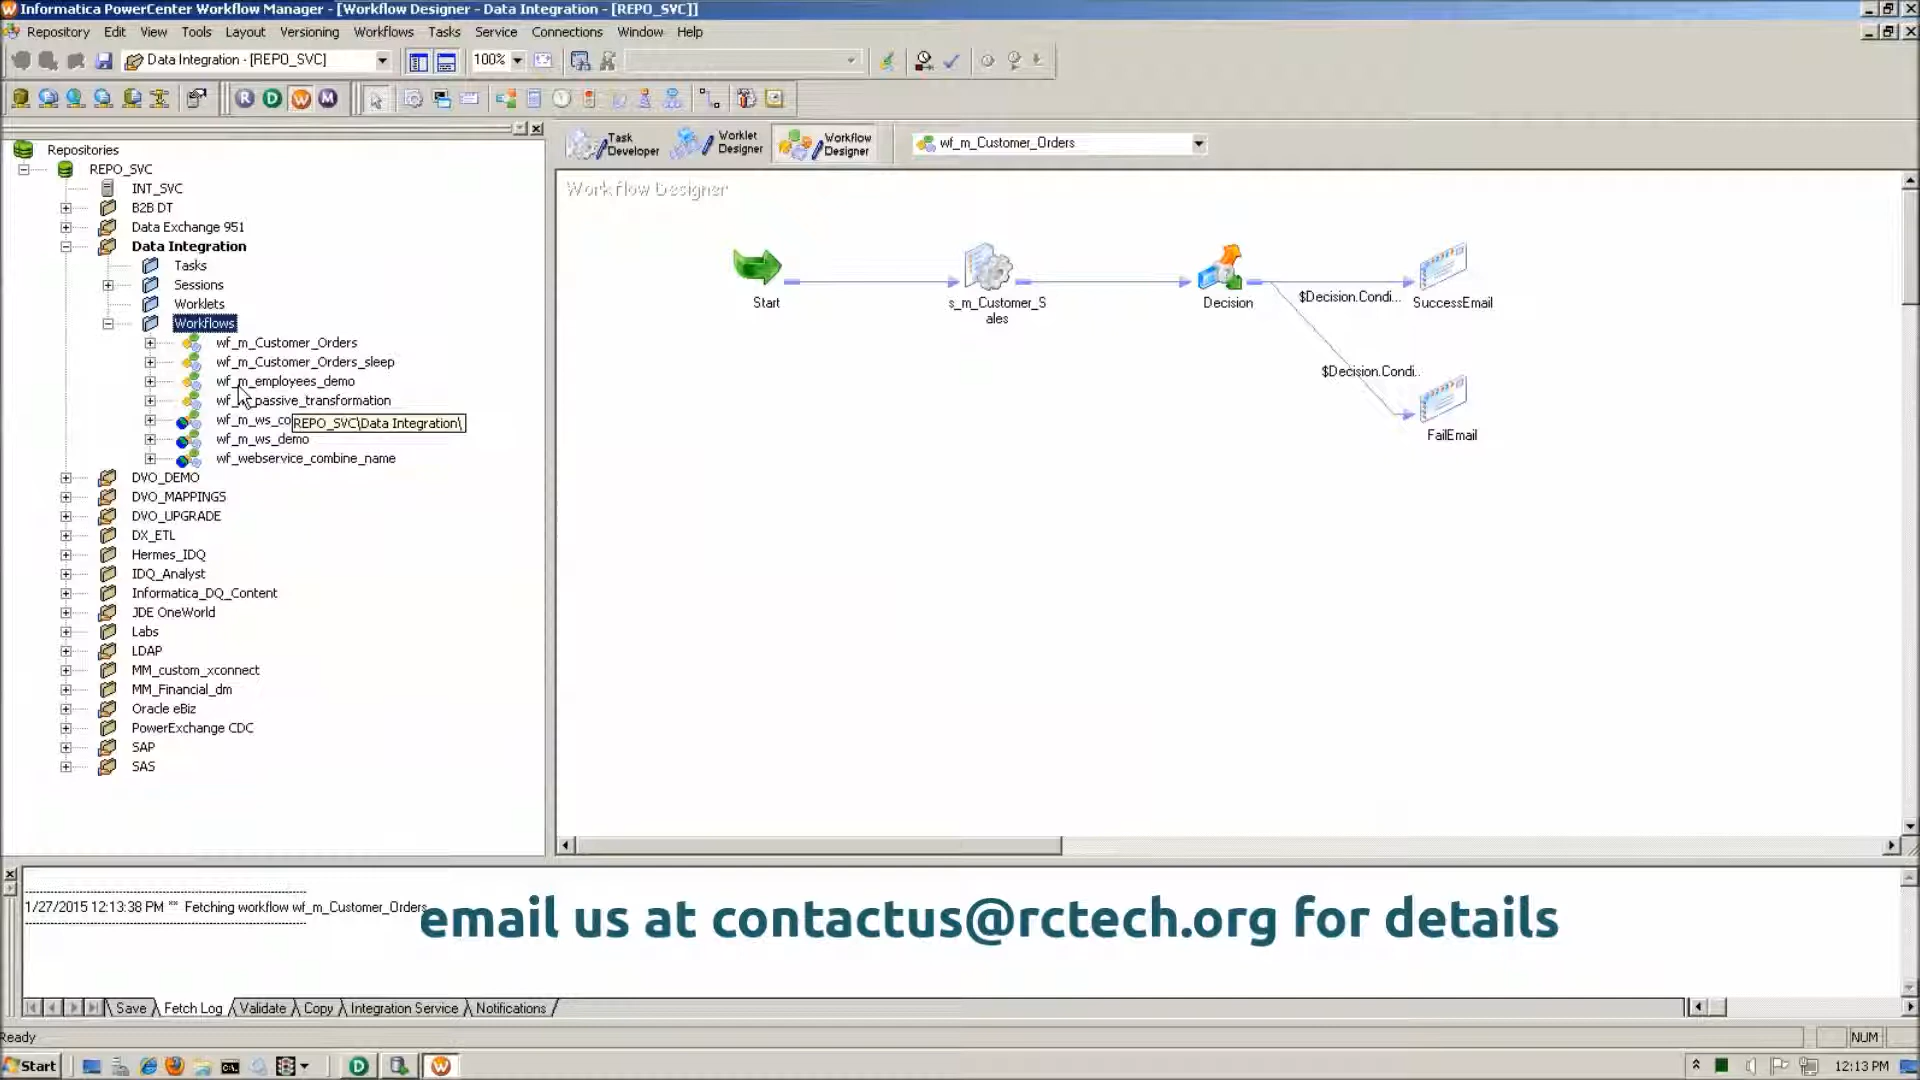 Informatica PowerCenter Workflow Manager - [Workflow Designer - Data Integration - [REPO_SVC]]
Repository Edit View Tools Layout Versioning Workflows Tasks Service Connections Window Help
Data Integration - [REPO_SVC] 100%
R D W M
Task Developer
Worklet Designer
Workflow Designer
wf_m_Customer_Orders
Repositories
REPO_SVC
INT_SVC
B2B DT
Data Exchange 951
Data Integration
Tasks
Sessions
Worklets
Workflows
wf_m_Customer_Orders
wf_m_Customer_Orders_sleep
wf_m_employees_demo
passive_transformation
wf_m_ws_co
REPO_SVC\Data Integration\
wf_m_ws_demo
wf_webservice_combine_name
DVO_DEMO
DVO_MAPPINGS
DVO_UPGRADE
DX_ETL
Hermes_IDQ
IDQ_Analyst
Informatica_DQ_Content
JDE OneWorld
Labs
LDAP
MM_custom_xconnect
MM_Financial_dm
Oracle eBiz
PowerExchange CDC
SAP
SAS
Workflow Designer
Start
s_m_Customer_S
ales
Decision
$Decision.Condi...
SuccessEmail
$Decision.Condi..
FailEmail
1/27/2015 12:13:38 PM ** Fetching workflow wf_m_Customer_Orders
email us at contactus@rctech.org for details
Save Fetch Log Validate Copy Integration Service Notifications
Ready
NUM
Start
D
W
12:13 PM